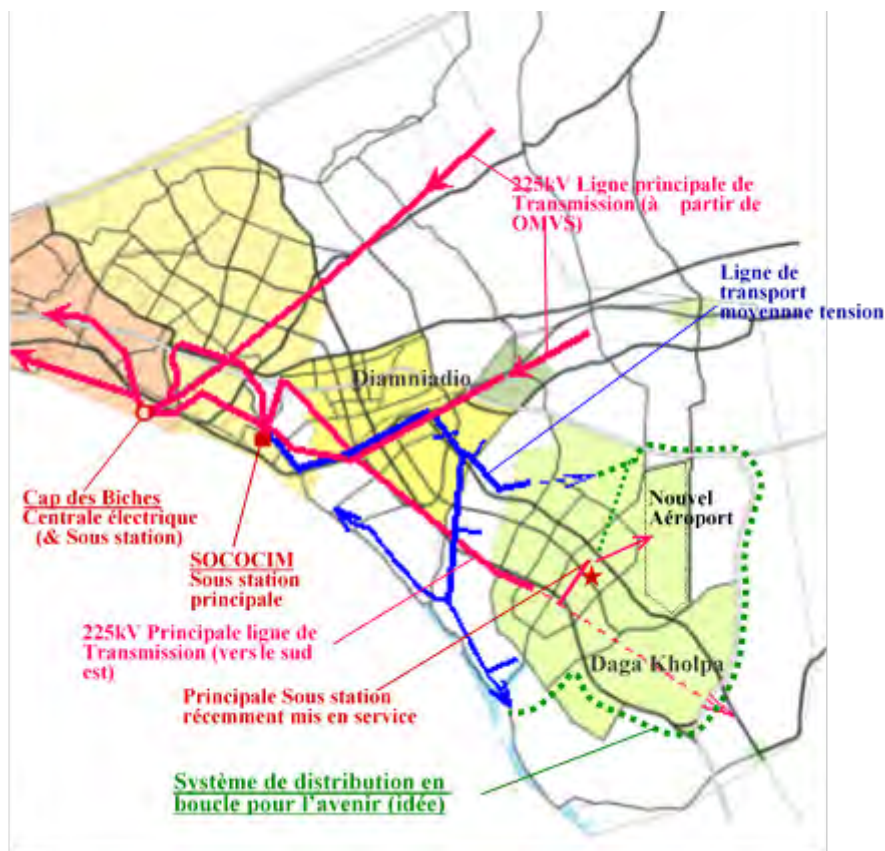 225kV Ligne principale de
Transmission (à partir de
OMVS)
Ligne de
transport
moyennne tension
Diamniadio
Cap des Biches
Centrale électrique
(& Sous station)
SOCOCIM
Sous station
principale
Nouvel
Aéroport
225kV Principale ligne de
Transmission (vers le sud
est)
Daga Kholpa
Principale Sous station
récemment mis en service
Système de distribution en
boucle pour l'avenir (idée)